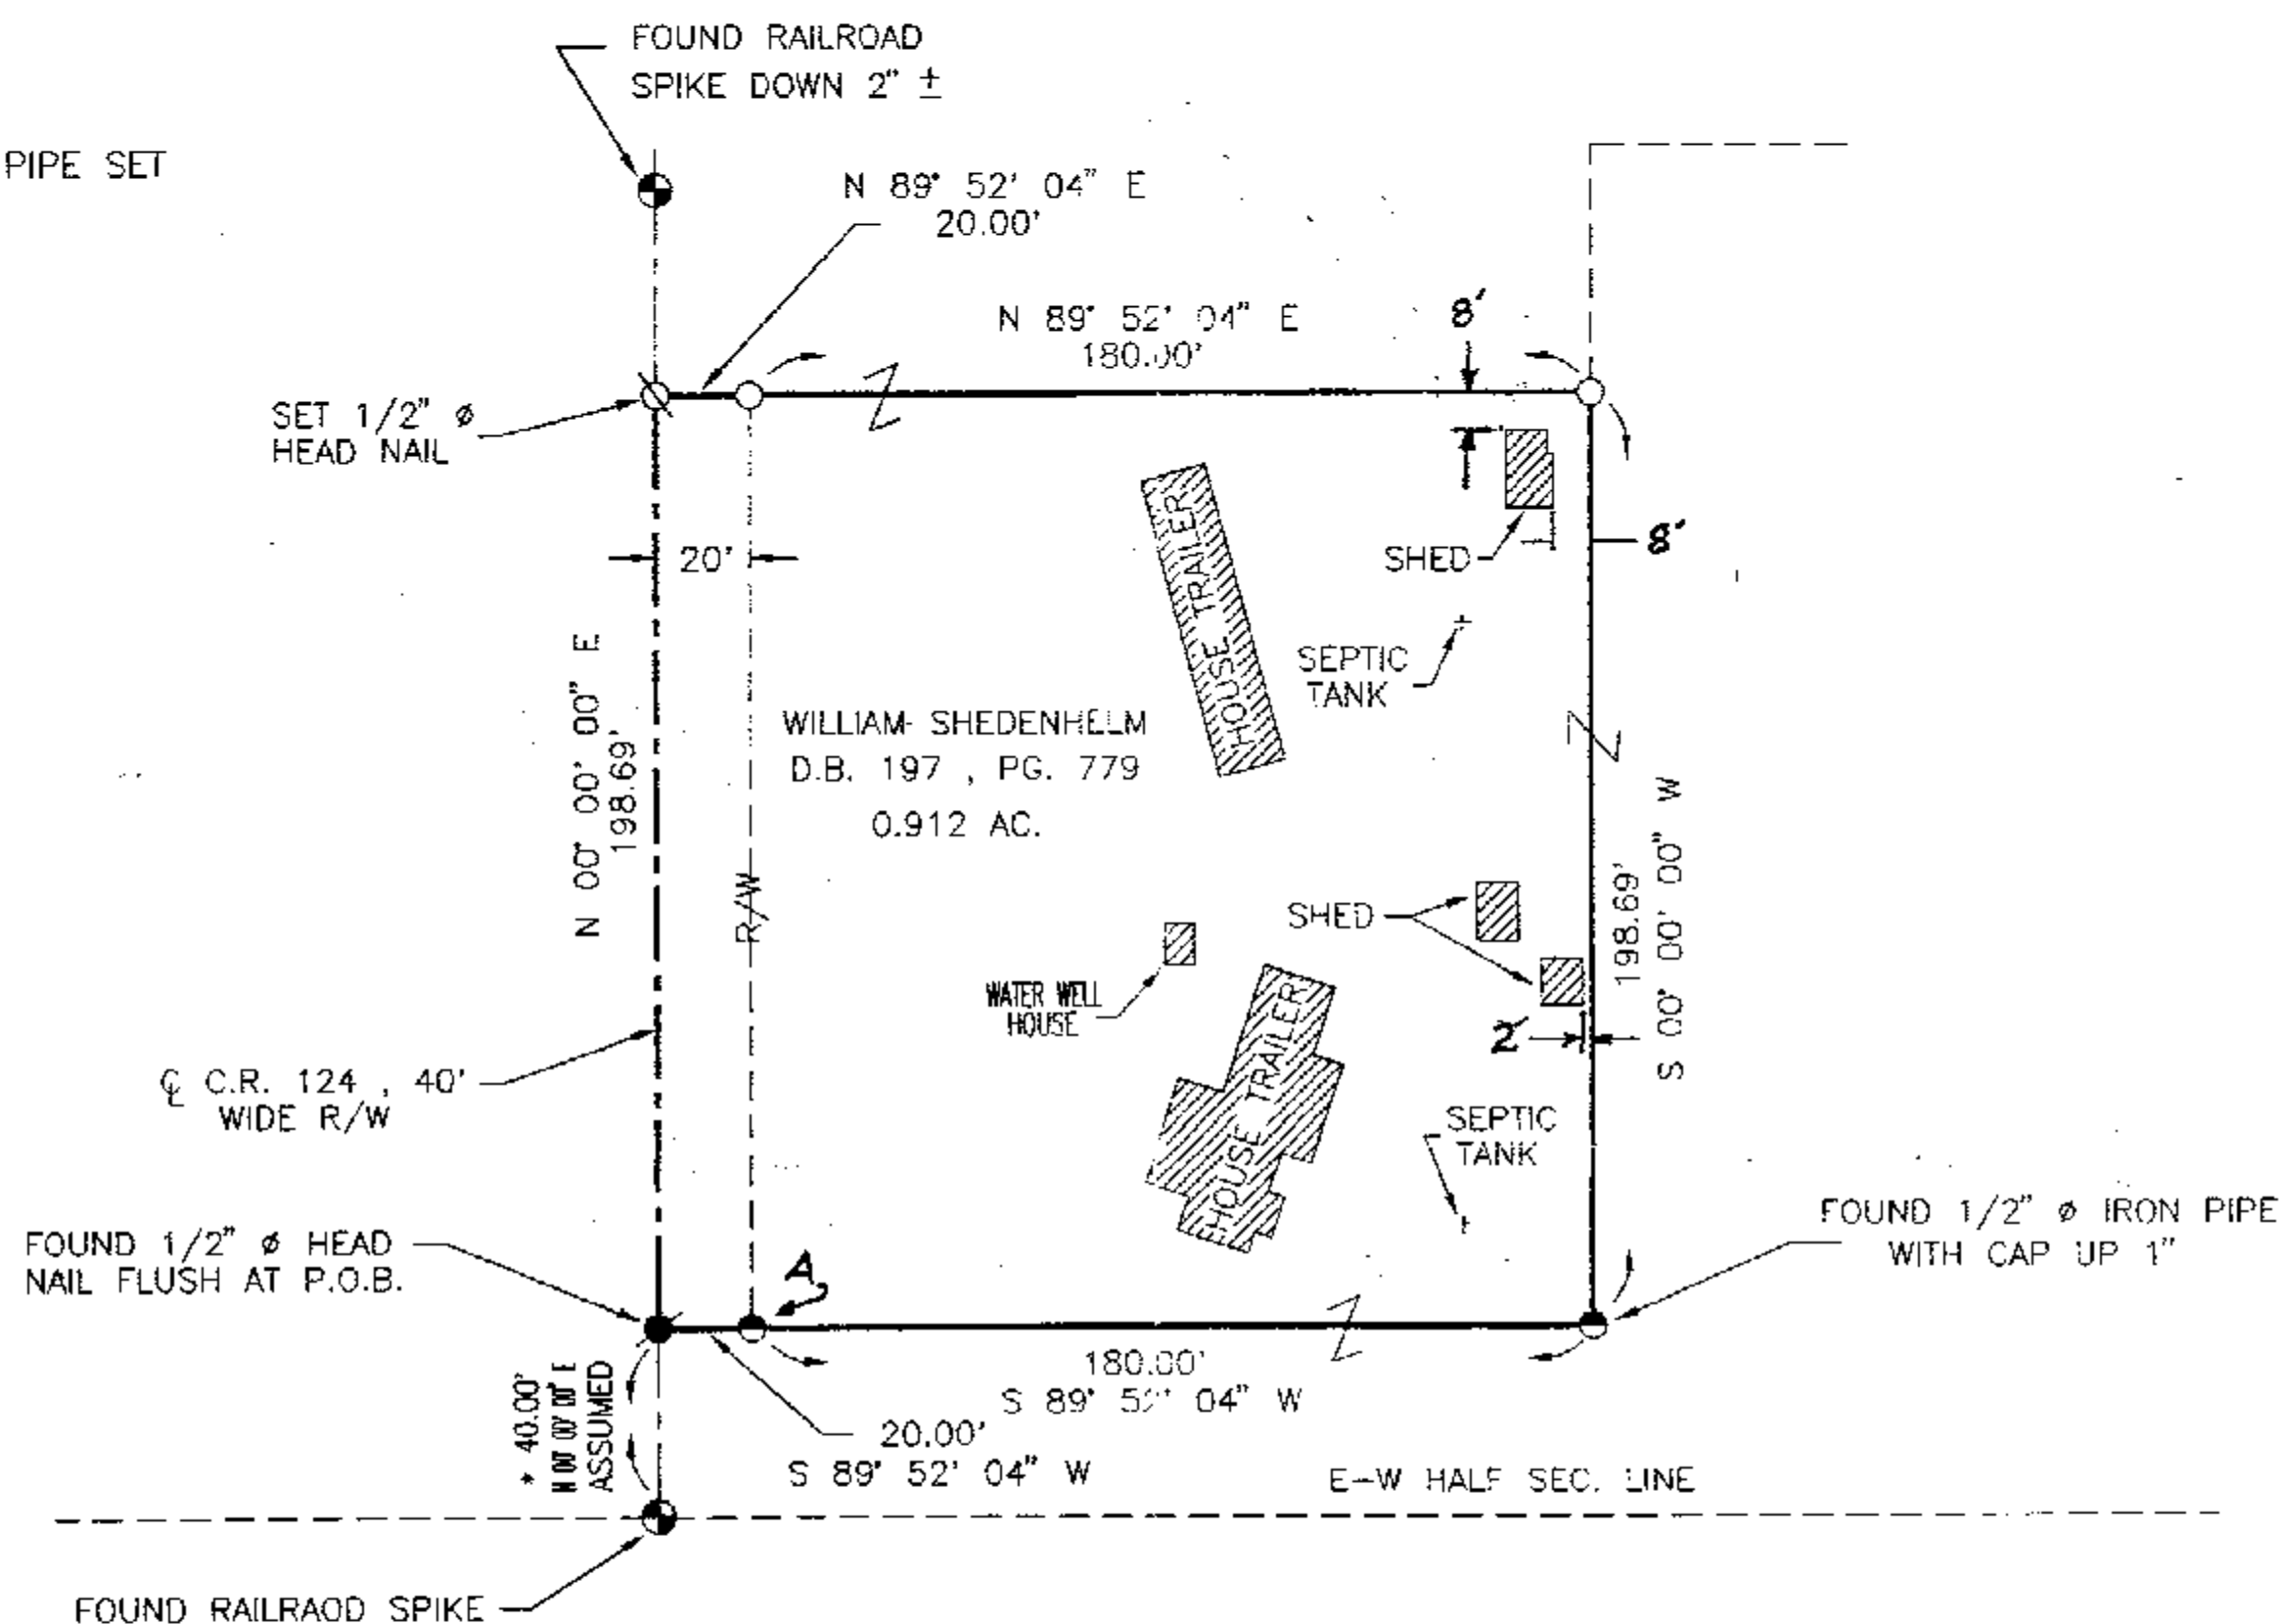 FOUND RAILROAD
SPIKE DOWN 2" ±
PIPE SET
N 89° 52' 04" E
20.00'
N 89° 52' 04" E
180.00'
8'
SET 1/2" ø
HEAD NAIL
20'
HOUSE TRAILER
SHED
8'
SEPTIC
TANK
N 00° 00' 00" E
198.69'
WILLIAM SHEDENHELM
D.B. 197 , PG. 779
0.912 AC.
R/W
SHED
198.69'
S 00° 00' 00" W
WATER WELL
HOUSE
HOUSE TRAILER
2'
℄ C.R. 124 , 40'
WIDE R/W
SEPTIC
TANK
FOUND 1/2" ø IRON PIPE
WITH CAP UP 1"
FOUND 1/2" ø HEAD
NAIL FLUSH AT P.O.B.
A
180.00'
S 89° 52' 04" W
20.00'
S 89° 52' 04" W
* 40.00'
N 00° 00' 00" E
ASSUMED
E-W HALF SEC. LINE
FOUND RAILRAOD SPIKE